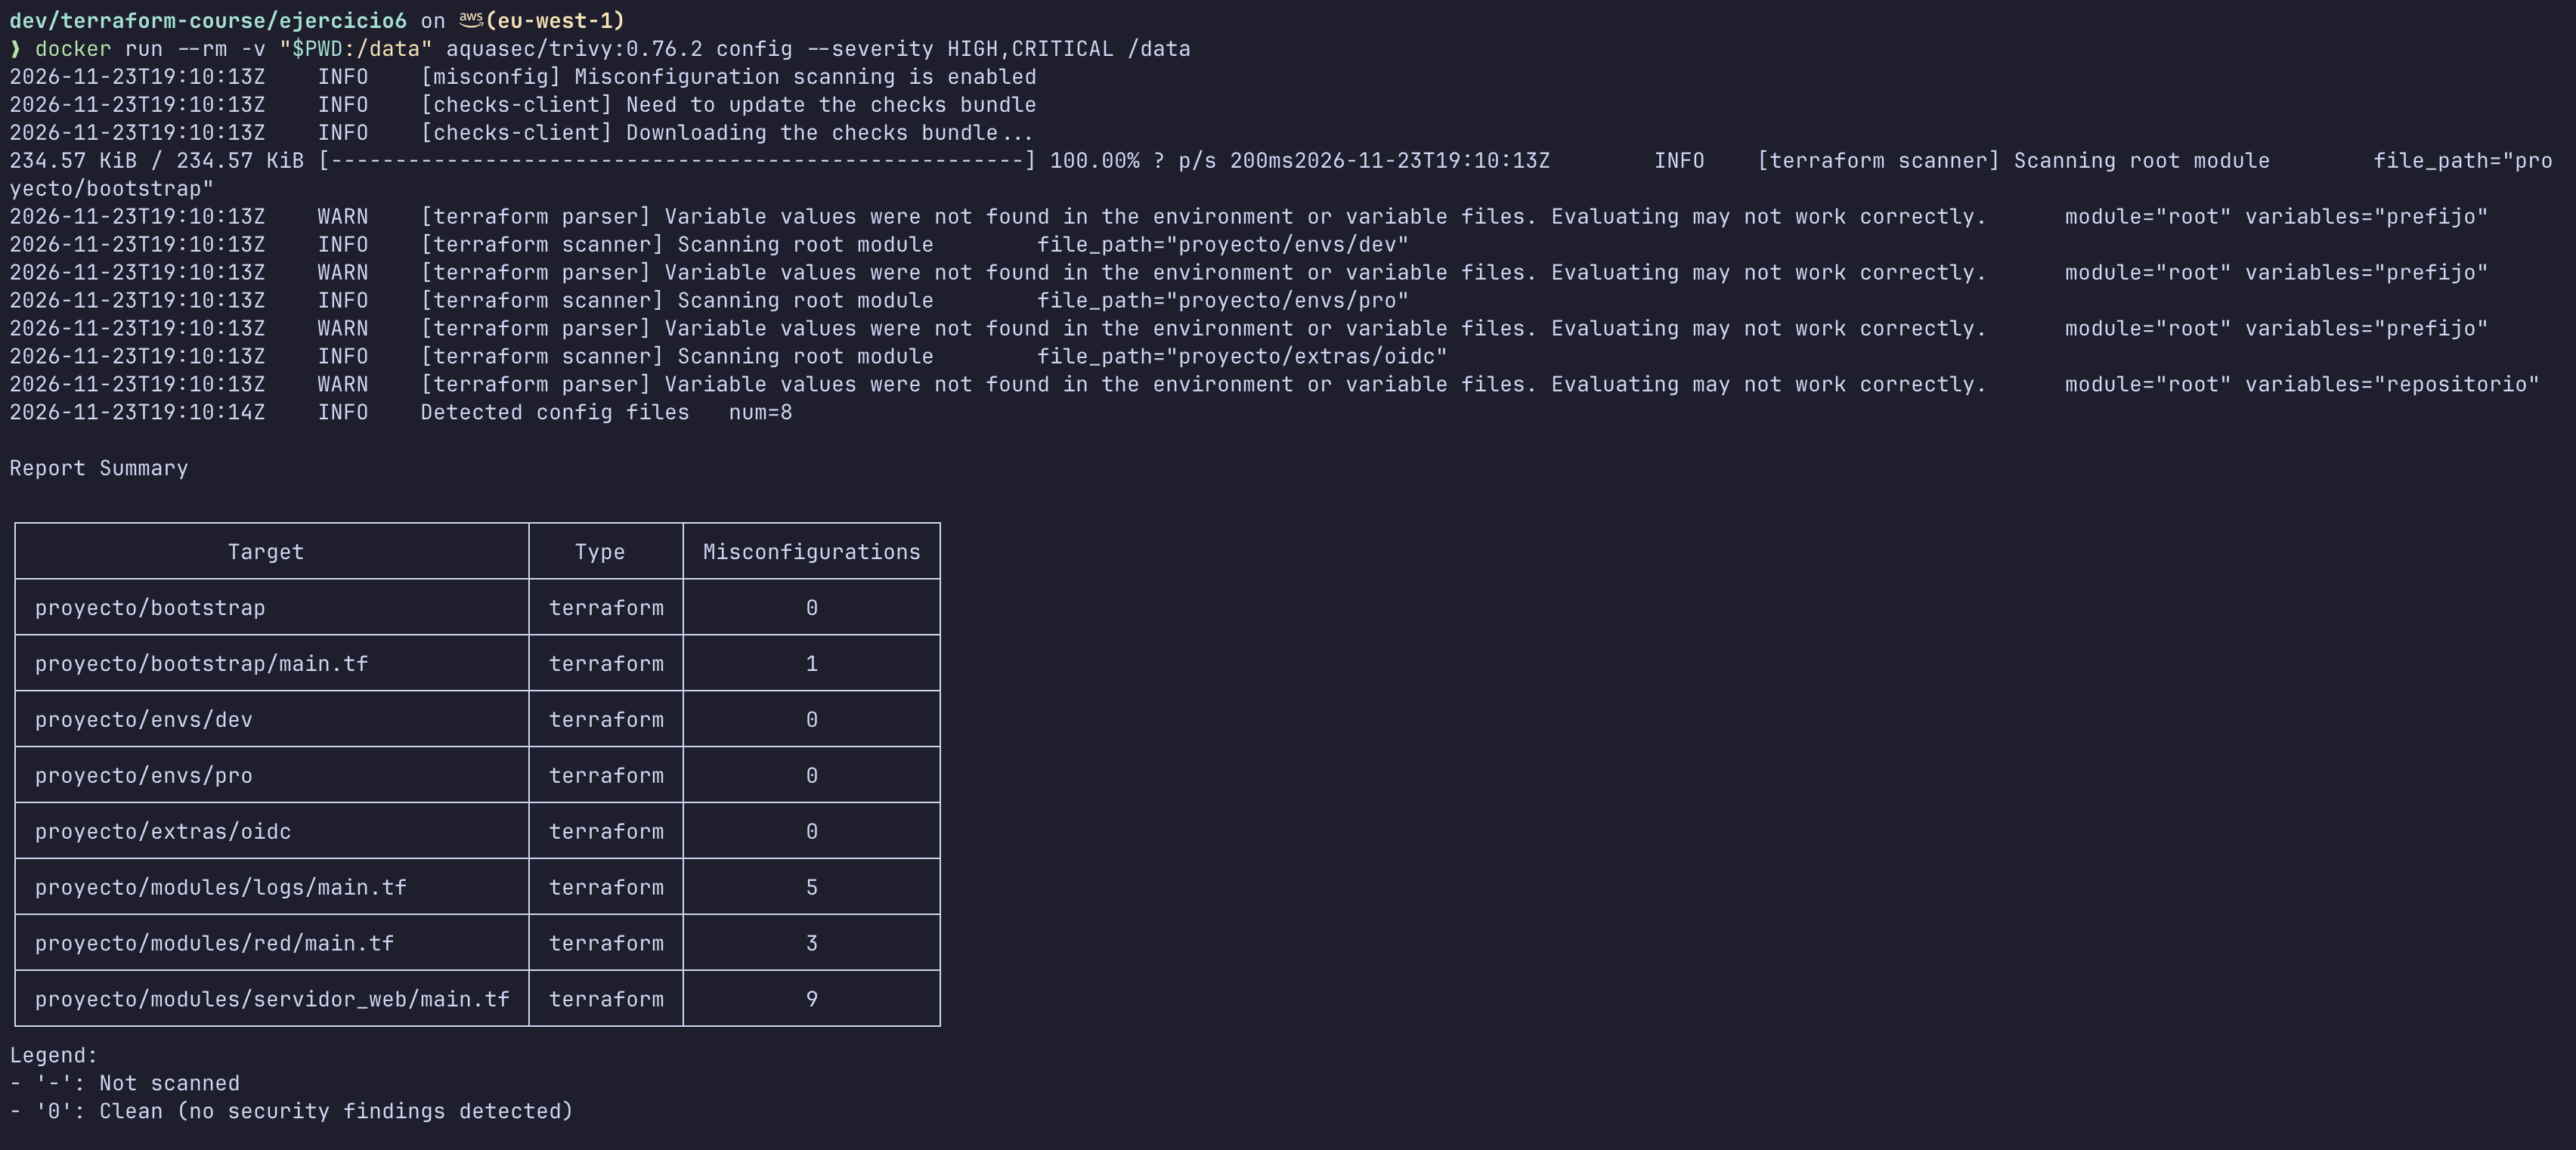 dev/terraform-course/ejercicio6 on aws(eu-west-1)
❱ docker run --rm -v "$PWD:/data" aquasec/trivy:0.76.2 config --severity HIGH,CRITICAL /data
2026-11-23T19:10:13Z INFO [misconfig] Misconfiguration scanning is enabled
2026-11-23T19:10:13Z INFO [checks-client] Need to update the checks bundle
2026-11-23T19:10:13Z INFO [checks-client] Downloading the checks bundle...
234.57 KiB / 234.57 KiB [------------------------------------------------------] 100.00% ? p/s 200ms2026-11-23T19:10:13Z INFO [terraform scanner] Scanning root module file_path="pro
yecto/bootstrap"
2026-11-23T19:10:13Z WARN [terraform parser] Variable values were not found in the environment or variable files. Evaluating may not work correctly. module="root" variables="prefijo"
2026-11-23T19:10:13Z INFO [terraform scanner] Scanning root module file_path="proyecto/envs/dev"
2026-11-23T19:10:13Z WARN [terraform parser] Variable values were not found in the environment or variable files. Evaluating may not work correctly. module="root" variables="prefijo"
2026-11-23T19:10:13Z INFO [terraform scanner] Scanning root module file_path="proyecto/envs/pro"
2026-11-23T19:10:13Z WARN [terraform parser] Variable values were not found in the environment or variable files. Evaluating may not work correctly. module="root" variables="prefijo"
2026-11-23T19:10:13Z INFO [terraform scanner] Scanning root module file_path="proyecto/extras/oidc"
2026-11-23T19:10:13Z WARN [terraform parser] Variable values were not found in the environment or variable files. Evaluating may not work correctly. module="root" variables="repositorio"
2026-11-23T19:10:14Z INFO Detected config files num=8
Report Summary
Target Type Misconfigurations
proyecto/bootstrap terraform 0
proyecto/bootstrap/main.tf terraform 1
proyecto/envs/dev terraform 0
proyecto/envs/pro terraform 0
proyecto/extras/oidc terraform 0
proyecto/modules/logs/main.tf terraform 5
proyecto/modules/red/main.tf terraform 3
proyecto/modules/servidor_web/main.tf terraform 9
Legend:
- '-': Not scanned
- '0': Clean (no security findings detected)